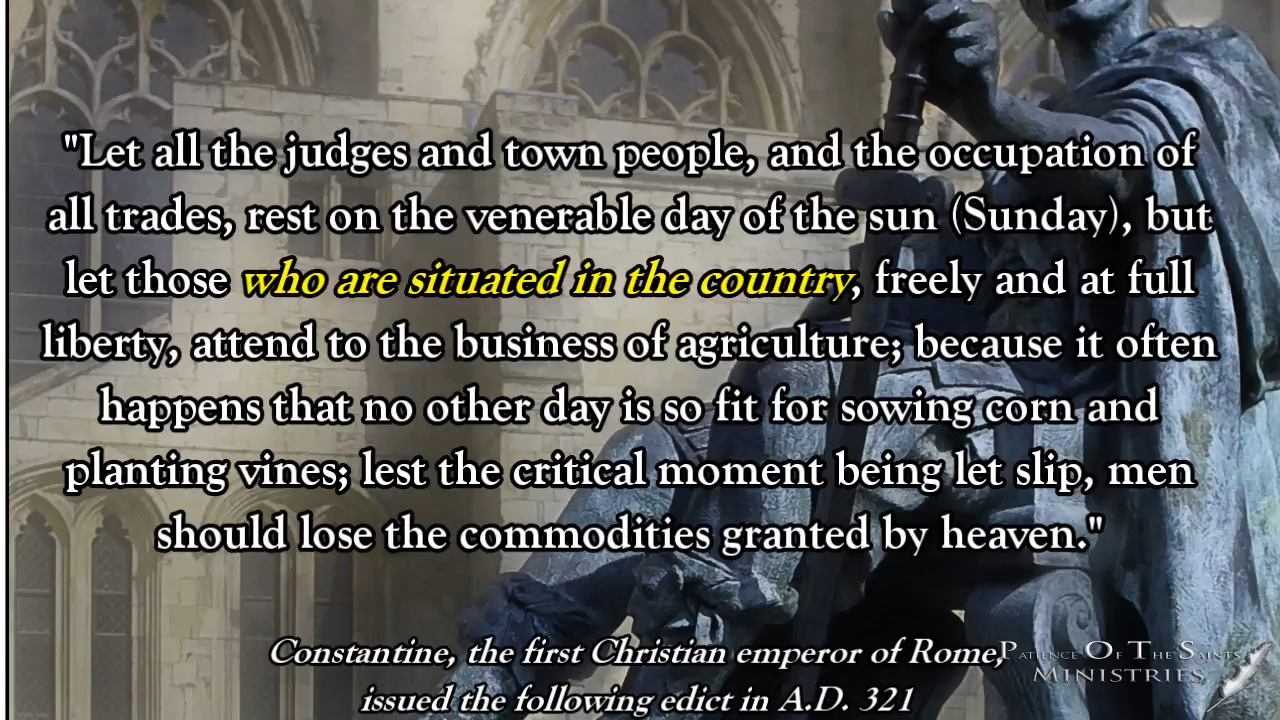 "Let all the judges and town people, and the occupation of
all trades, rest on the venerable day of the sun (Sunday), but
let those who are situated in the country, freely and at full
liberty, attend to the business of agriculture; because it often
happens that no other day is so fit for sowing corn and
planting vines; lest the critical moment being let slip, men
should lose the commodities granted by heaven."
Constantine, the first Christian emperor of Rome,
issued the following edict in A.D. 321
Patience Of The Saints
Ministries